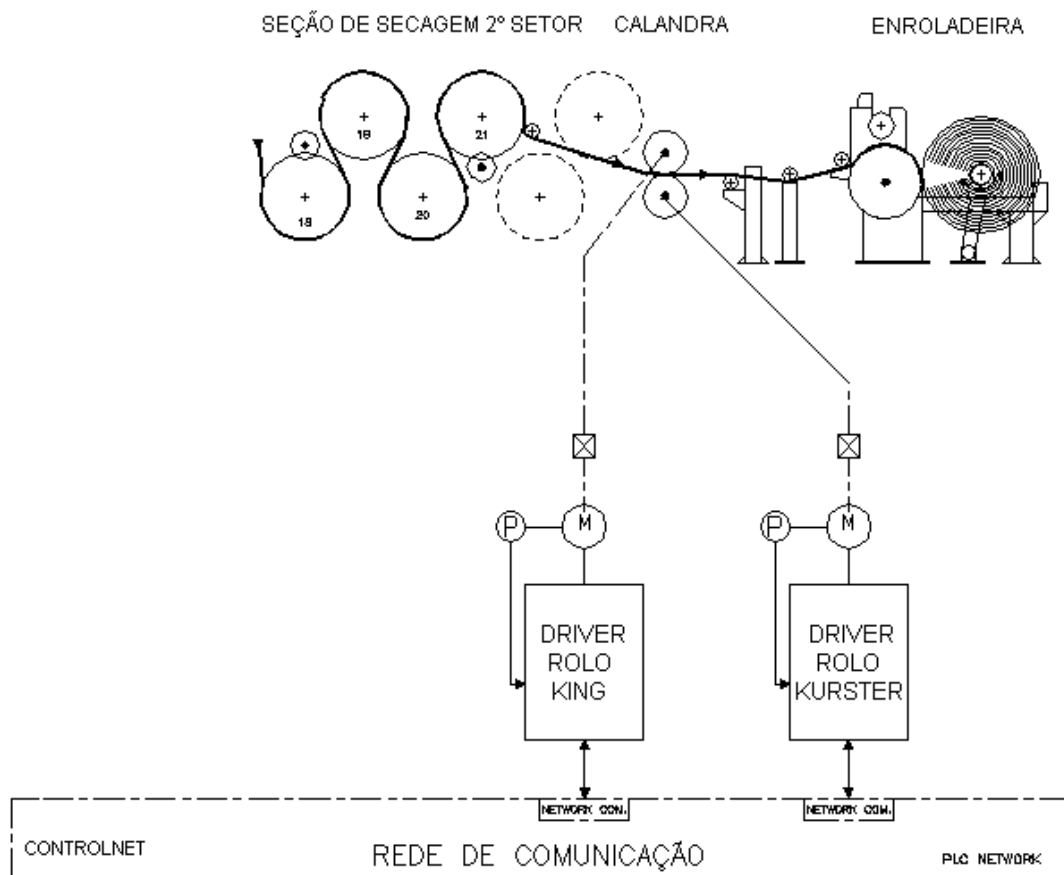 SEÇÃO DE SECAGEM 2º SETOR CALANDRA ENROLADEIRA
19 21
18 20
P M P M
DRIVER
ROLO
KING
DRIVER
ROLO
KURSTER
NETWORK CON. NETWORK COM.
CONTROLNET REDE DE COMUNICAÇÃO PLC NETWORK